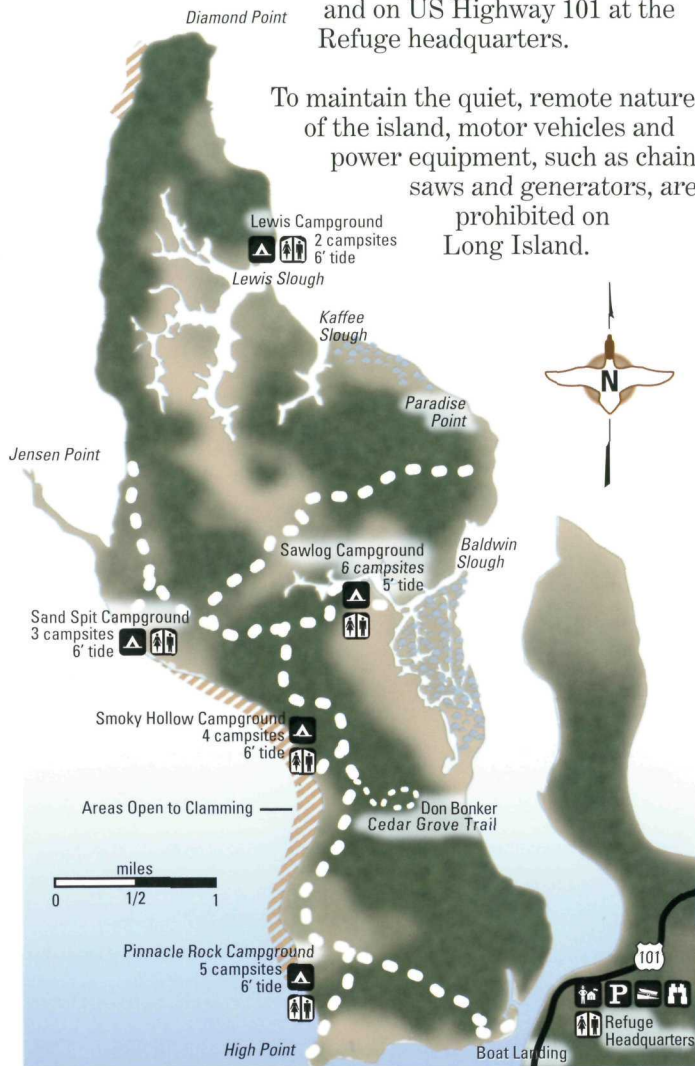 and on US Highway 101 at the
Refuge headquarters.
Diamond Point
To maintain the quiet, remote nature
of the island, motor vehicles and
power equipment, such as chain
saws and generators, are
prohibited on
Long Island.
Lewis Campground
2 campsites
6' tide
Lewis Slough
Kaffee
Slough
N
Paradise
Point
Jensen Point
Sawlog Campground
6 campsites
5' tide
Baldwin
Slough
Sand Spit Campground
3 campsites
6' tide
Smoky Hollow Campground
4 campsites
6' tide
Areas Open to Clamming
Don Bonker
Cedar Grove Trail
miles
0 1/2 1
Pinnacle Rock Campground
5 campsites
6' tide
101
P
Refuge
Headquarters
High Point
Boat Landing